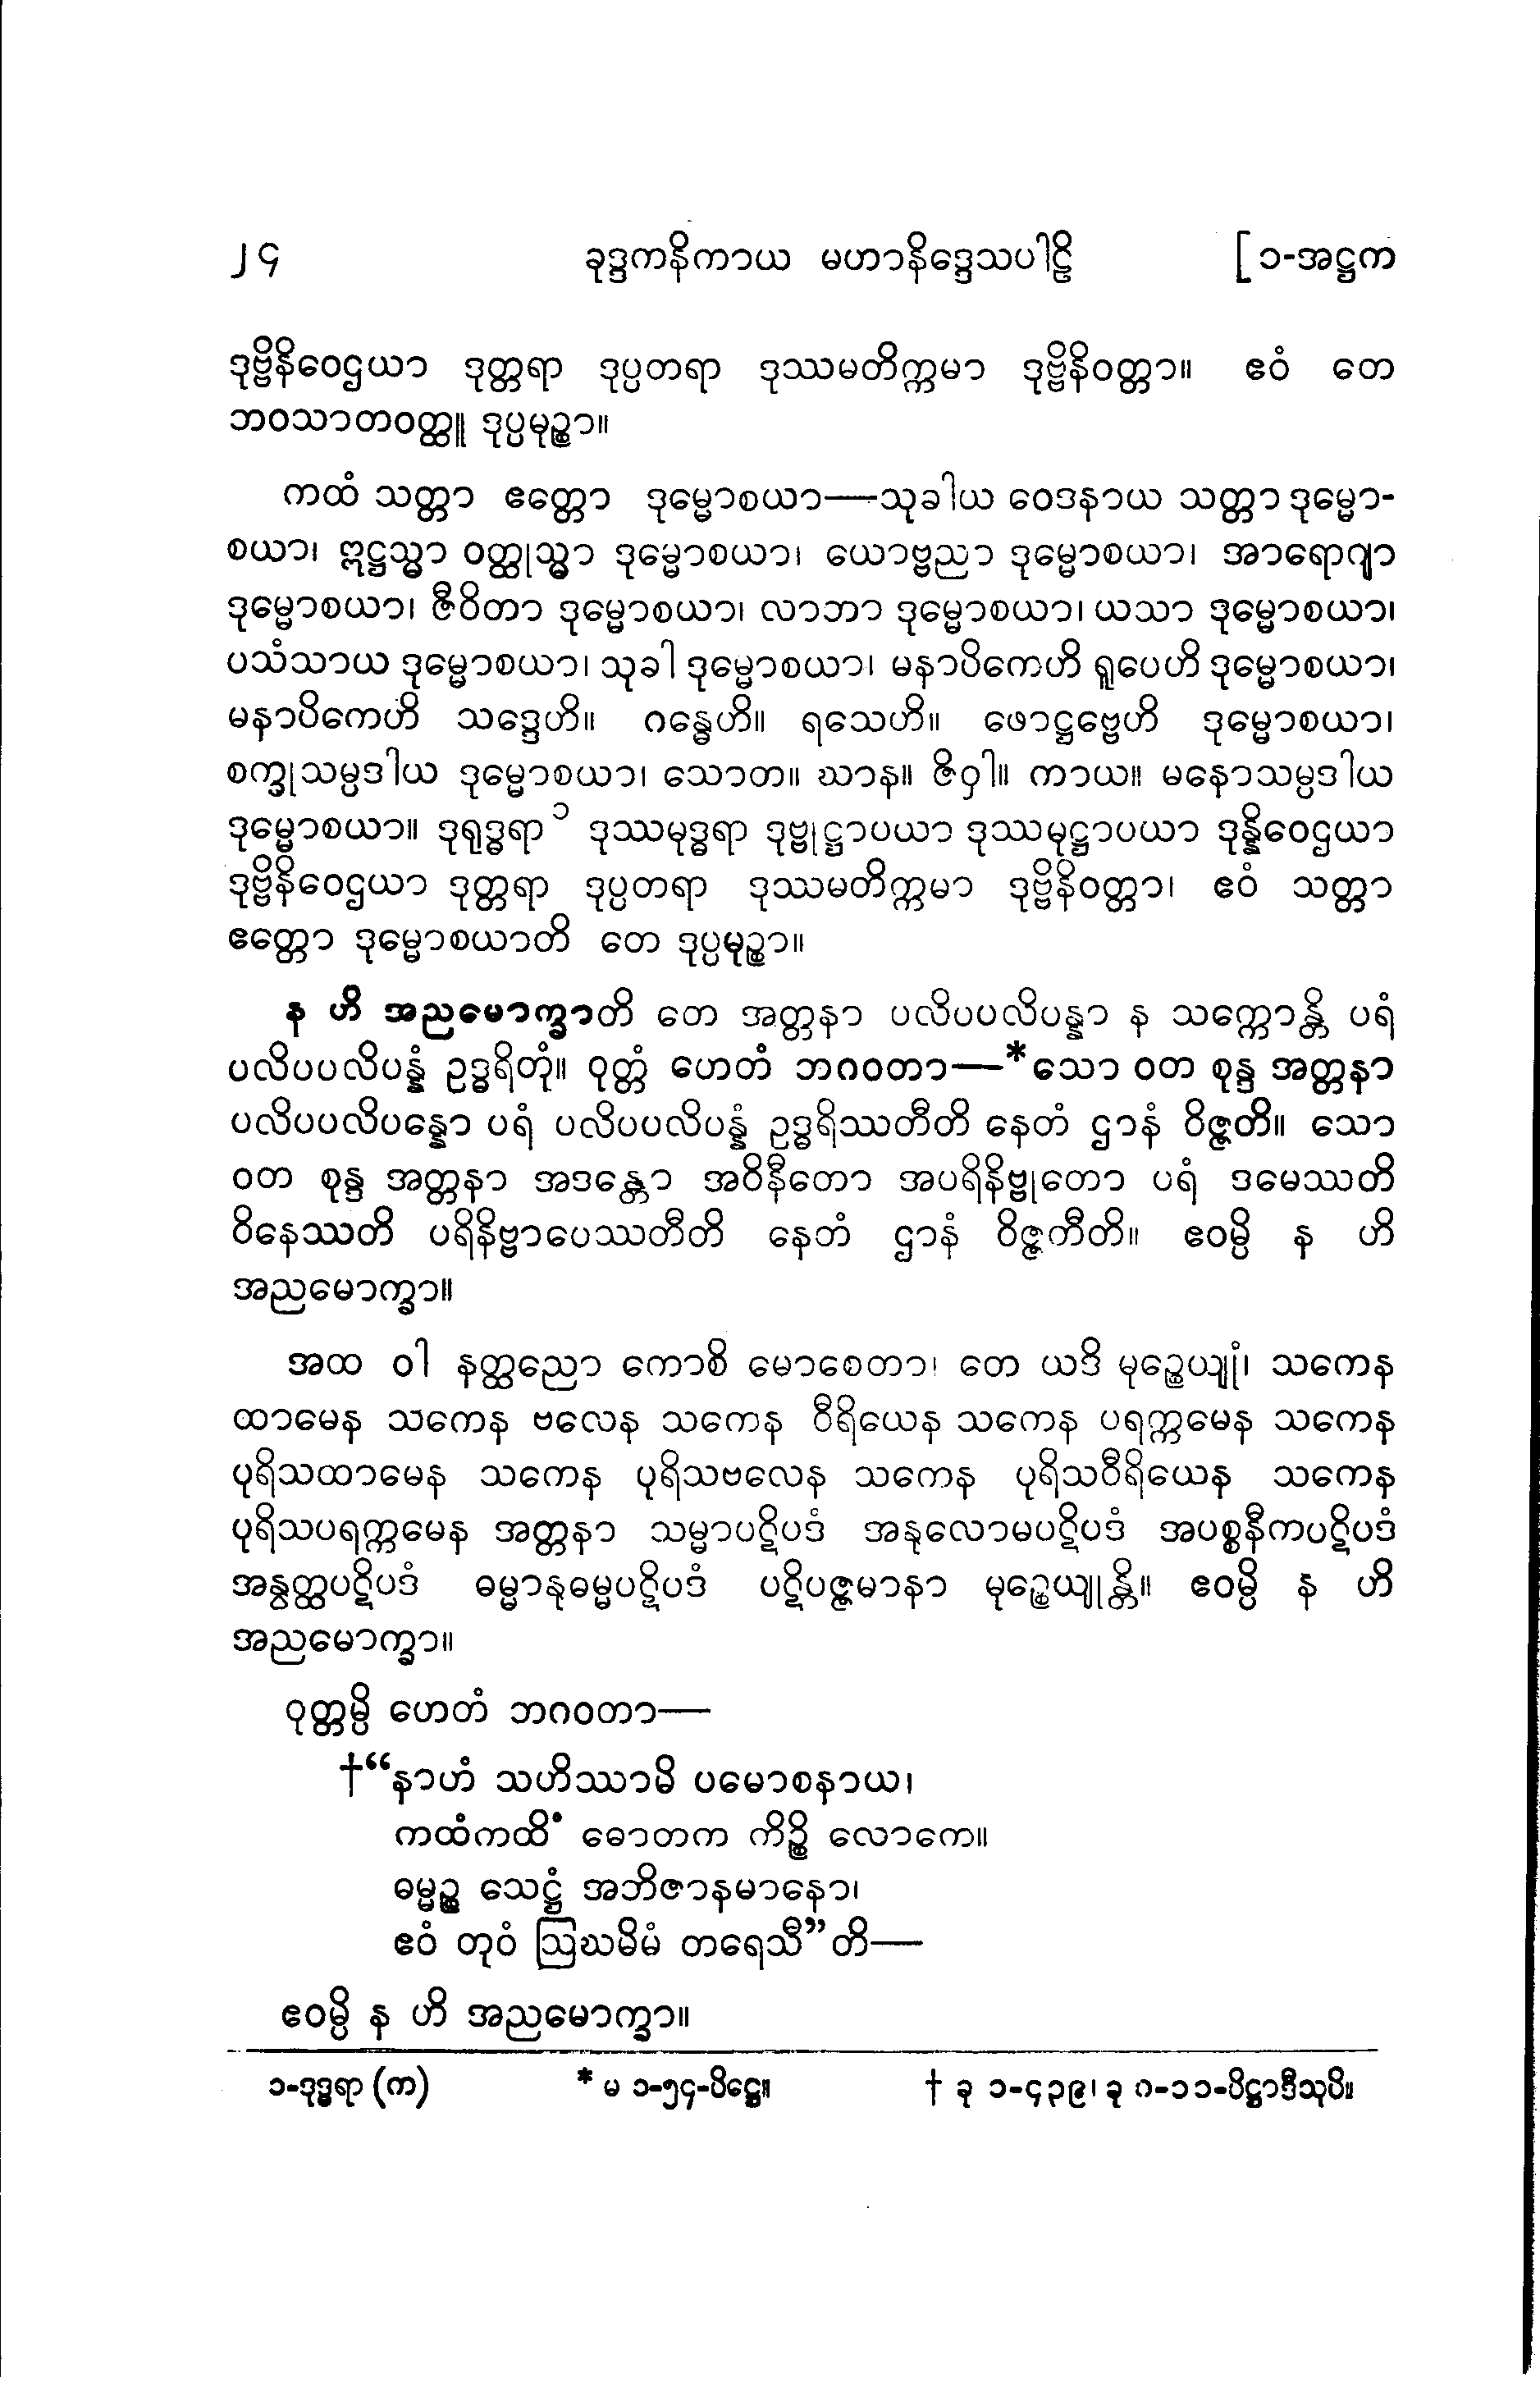 ၂၄ ခုဒ္ဒကနိကာယ မဟာနိဒ္ဒေသပါဠိ [၁-အဋ္ဌက
ဒုဗ္ဗိနိဝေဌယာ ဒုတ္တရာ ဒုပ္ပတရာ ဒုဿမတိက္ကမာ ဒုဗ္ဗိနိဝတ္တာ။ ဧဝံ တေ
ဘဝသာတဝတ္ထူ ဒုပ္ပမုဉ္စာ။
ကထံ သတ္တာ ဧတ္တော ဒုမ္မောစယာ—သုခါယ ဝေဒနာယ သတ္တာ ဒုမ္မော-
စယာ၊ ဣဋ္ဌသ္မာ ဝတ္ထုသ္မာ ဒုမ္မောစယာ၊ ယောဗ္ဗညာ ဒုမ္မောစယာ၊ အာရောဂျာ
ဒုမ္မောစယာ၊ ဇီဝိတာ ဒုမ္မောစယာ၊ လာဘာ ဒုမ္မောစယာ၊ ယသာ ဒုမ္မောစယာ၊
ပသံသာယ ဒုမ္မောစယာ၊ သုခါ ဒုမ္မောစယာ၊ မနာပိကေဟိ ရူပေဟိ ဒုမ္မောစယာ၊
မနာပိကေဟိ သဒ္ဒေဟိ။ ဂန္ဓေဟိ။ ရသေဟိ။ ဖောဋ္ဌဗ္ဗေဟိ ဒုမ္မောစယာ၊
စက္ခုသမ္ပဒါယ ဒုမ္မောစယာ၊ သောတ။ ဃာန။ ဇိဝှါ။ ကာယ။ မနောသမ္ပဒါယ
ဒုမ္မောစယာ။ ဒုရုဒ္ဓရာ ၁ ဒုဿမုဒ္ဓရာ ဒုဗ္ဗုဋ္ဌာပယာ ဒုဿမုဋ္ဌာပယာ ဒုန္နိဝေဌယာ
ဒုဗ္ဗိနိဝေဌယာ ဒုတ္တရာ ဒုပ္ပတရာ ဒုဿမတိက္ကမာ ဒုဗ္ဗိနိဝတ္တာ၊ ဧဝံ သတ္တာ
ဧတ္တော ဒုမ္မောစယာတိ တေ ဒုပ္ပမုဉ္စာ။
န ဟိ အညမောက္ခာတိ တေ အတ္တနာ ပလိပပလိပန္နာ န သက္ကောန္တိ ပရံ
ပလိပပလိပန္နံ ဥဒ္ဓရိတုံ။ ဝုတ္တံ ဟေတံ ဘဂဝတာ—*သော ဝတ စုန္ဒ အတ္တနာ
ပလိပပလိပန္နော ပရံ ပလိပပလိပန္နံ ဥဒ္ဓရိဿတီတိ နေတံ ဌာနံ ဝိဇ္ဇတိ။ သော
ဝတ စုန္ဒ အတ္တနာ အဒန္တော အဝိနီတော အပရိနိဗ္ဗုတော ပရံ ဒမေဿတိ
ဝိနေဿတိ ပရိနိဗ္ဗာပေဿတီတိ နေတံ ဌာနံ ဝိဇ္ဇတီတိ။ ဧဝမ္ပိ န ဟိ
အညမောက္ခာ။
အထ ဝါ နတ္ထညော ကောစိ မောစေတာ၊ တေ ယဒိ မုဉ္စေယျုံ၊ သကေန
ထာမေန သကေန ဗလေန သကေန ဝီရိယေန သကေန ပရက္ကမေန သကေန
ပုရိသထာမေန သကေန ပုရိသဗလေန သကေန ပုရိသဝီရိယေန သကေန
ပုရိသပရက္ကမေန အတ္တနာ သမ္မာပဋိပဒံ အနုလောမပဋိပဒံ အပစ္စနီကပဋိပဒံ
အနွတ္ထပဋိပဒံ ဓမ္မာနုဓမ္မပဋိပဒံ ပဋိပဇ္ဇမာနာ မုဉ္စေယျုန္တိ။ ဧဝမ္ပိ န ဟိ
အညမောက္ခာ။
ဝုတ္တမ္ပိ ဟေတံ ဘဂဝတာ—
†“နာဟံ သဟိဿာမိ ပမောစနာယ၊
ကထံကထိံ ဓောတက ကိဉ္စိ လောကေ။
ဓမ္မဉ္စ သေဋ္ဌံ အဘိဇာနမာနော၊
ဧဝံ တုဝံ ဩဃမိမံ တရေသီ”တိ—
ဧဝမ္ပိ န ဟိ အညမောက္ခာ။
၁-ဒုဒ္ဓရာ (က) * မ ၁-၅၄-ပိဋ္ဌေ။ † ခု ၁-၄၃၉၊ ခု ဂ-၁၁-ပိဋ္ဌာဒီသုပိ။